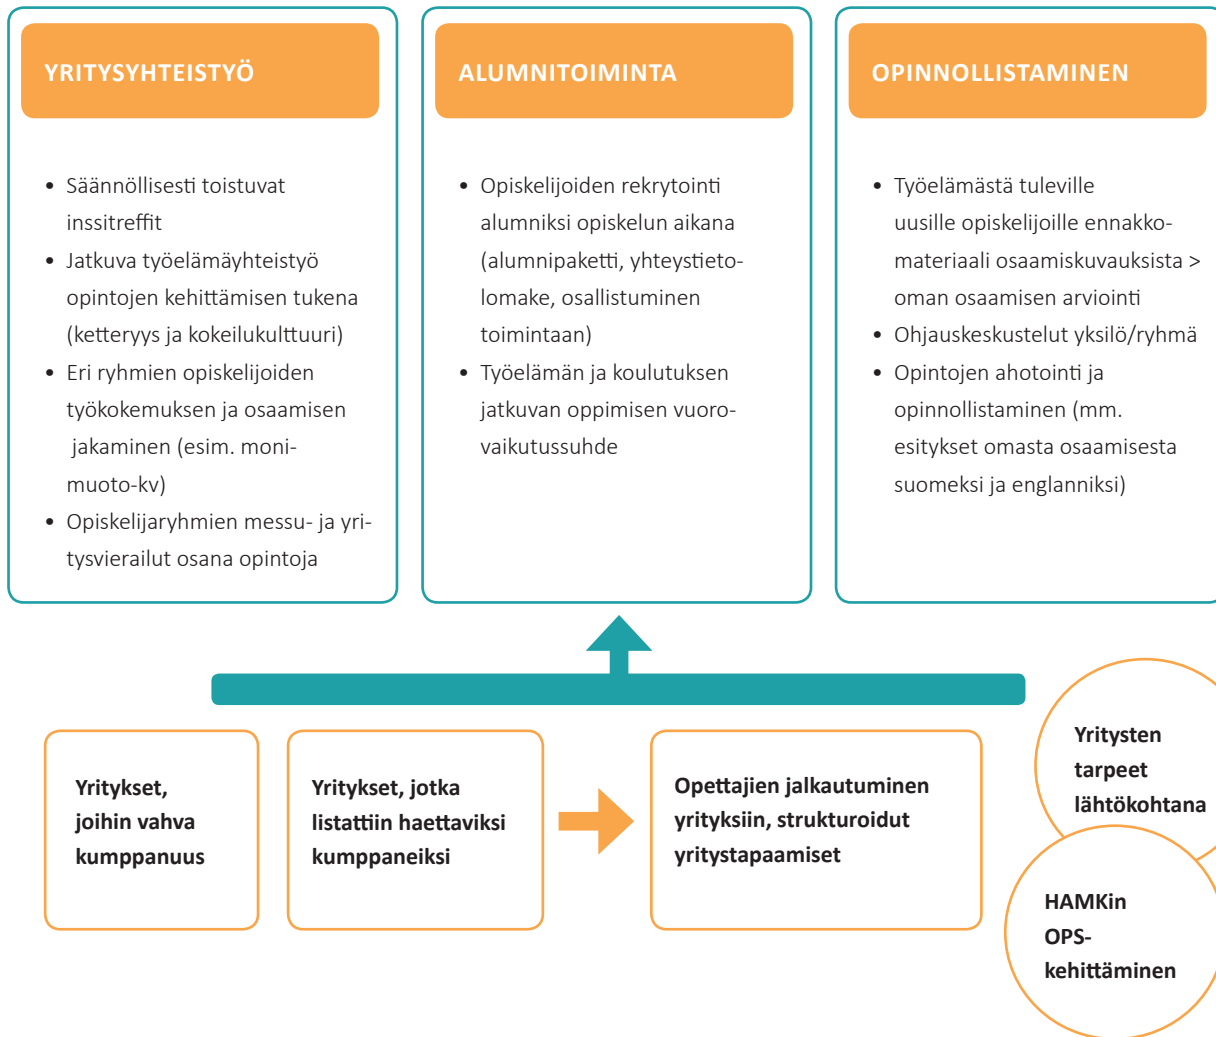 YRITYSYHTEISTYÖ
• Säännöllisesti toistuvat
inssitreffit
• Jatkuva työelämäyhteistyö
opintojen kehittämisen tukena
(ketteryys ja kokeilukulttuuri)
• Eri ryhmien opiskelijoiden
työkokemuksen ja osaamisen
jakaminen (esim. moni-
muoto-kv)
• Opiskelijaryhmien messu- ja yri-
tysvierailut osana opintoja
ALUMNITOIMINTA
• Opiskelijoiden rekrytointi
alumniksi opiskelun aikana
(alumnipaketti, yhteystieto-
lomake, osallistuminen
toimintaan)
• Työelämän ja koulutuksen
jatkuvan oppimisen vuoro-
vaikutussuhde
OPINNOLLISTAMINEN
• Työelämästä tuleville
uusille opiskelijoille ennakko-
materiaali osaamiskuvauksista >
oman osaamisen arviointi
• Ohjauskeskustelut yksilö/ryhmä
• Opintojen ahotointi ja
opinnollistaminen (mm.
esitykset omasta osaamisesta
suomeksi ja englanniksi)
Yritykset,
joihin vahva
kumppanuus
Yritykset, jotka
listattiin haettaviksi
kumppaneiksi
Opettajien jalkautuminen
yrityksiin, strukturoidut
yritystapaamiset
Yritysten
tarpeet
lähtökohtana
HAMKin
OPS-
kehittäminen